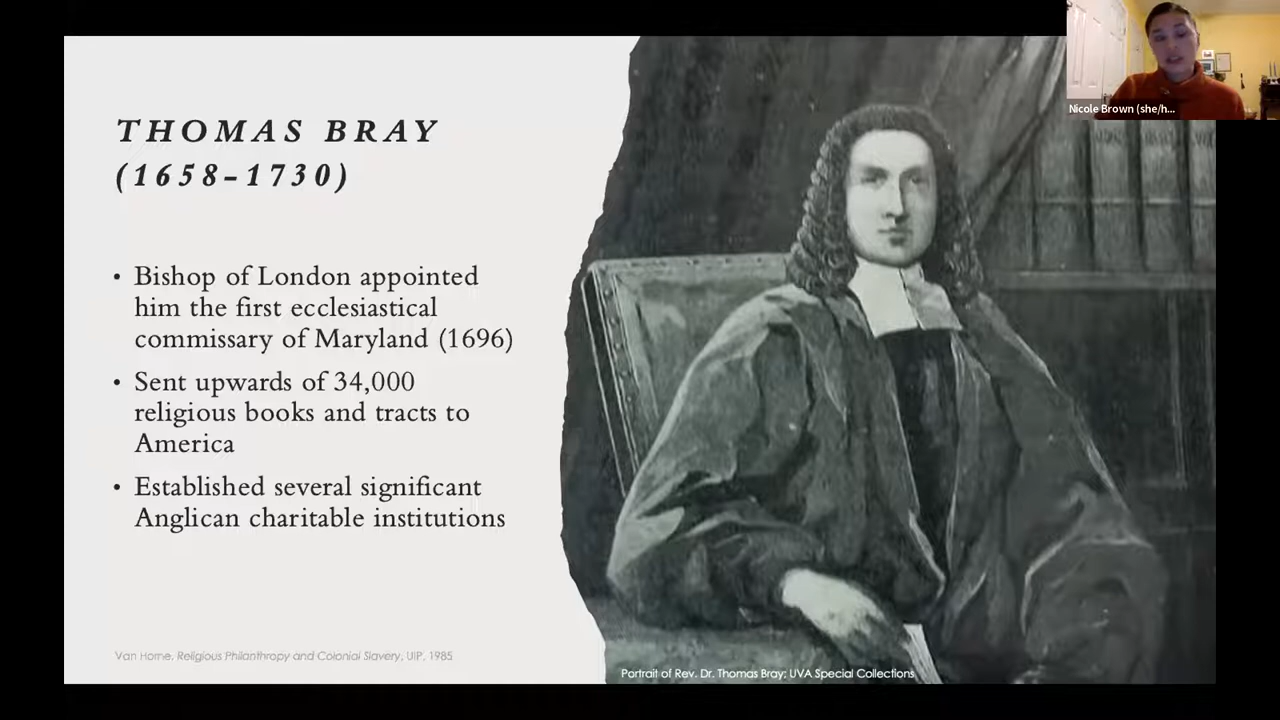 THOMAS BRAY
(1658–1730)
• Bishop of London appointed
him the first ecclesiastical
commissary of Maryland (1696)
• Sent upwards of 34,000
religious books and tracts to
America
• Established several significant
Anglican charitable institutions
Van Horne, Religious Philanthropy and Colonial Slavery, UIP, 1985
Portrait of Rev. Dr. Thomas Bray; UVA Special Collections
Nicole Brown (she/h...